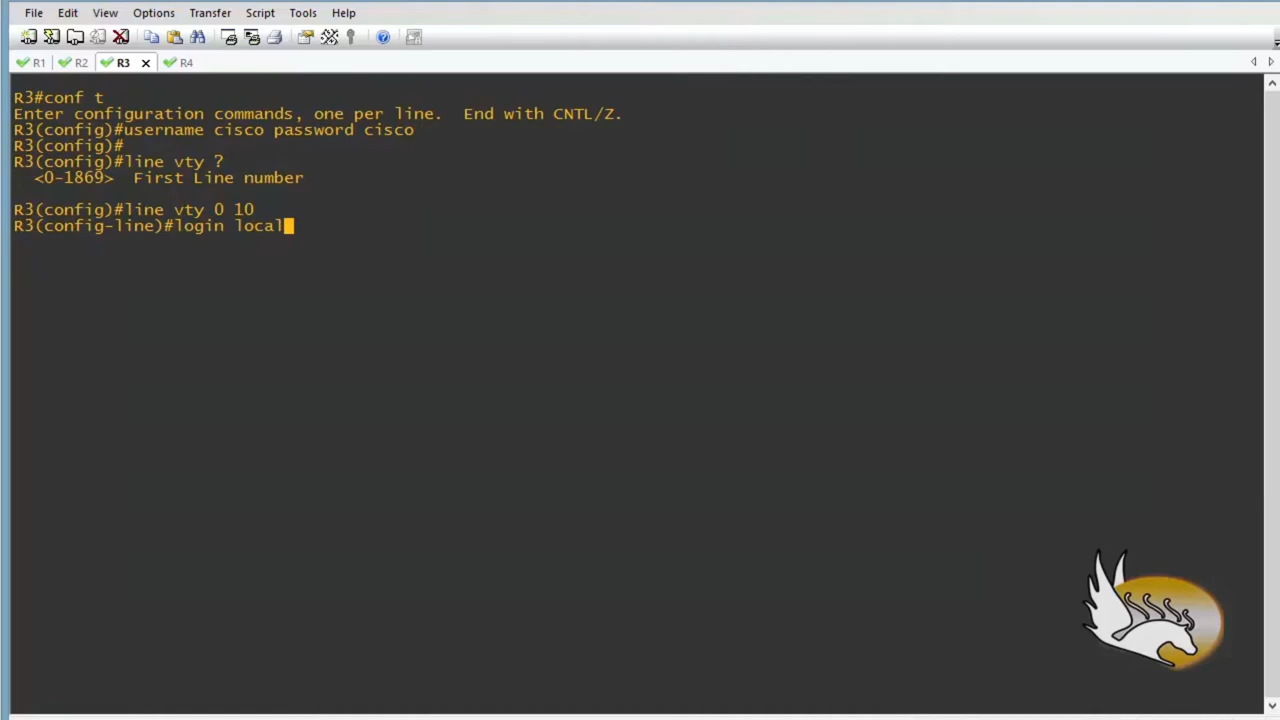 File Edit View Options Transfer Script Tools Help
R1 R2 R3 R4
R3#conf t
Enter configuration commands, one per line.  End with CNTL/Z.
R3(config)#username cisco password cisco
R3(config)#
R3(config)#line vty ?
  <0-1869>  First Line number
R3(config)#line vty 0 10
R3(config-line)#login local